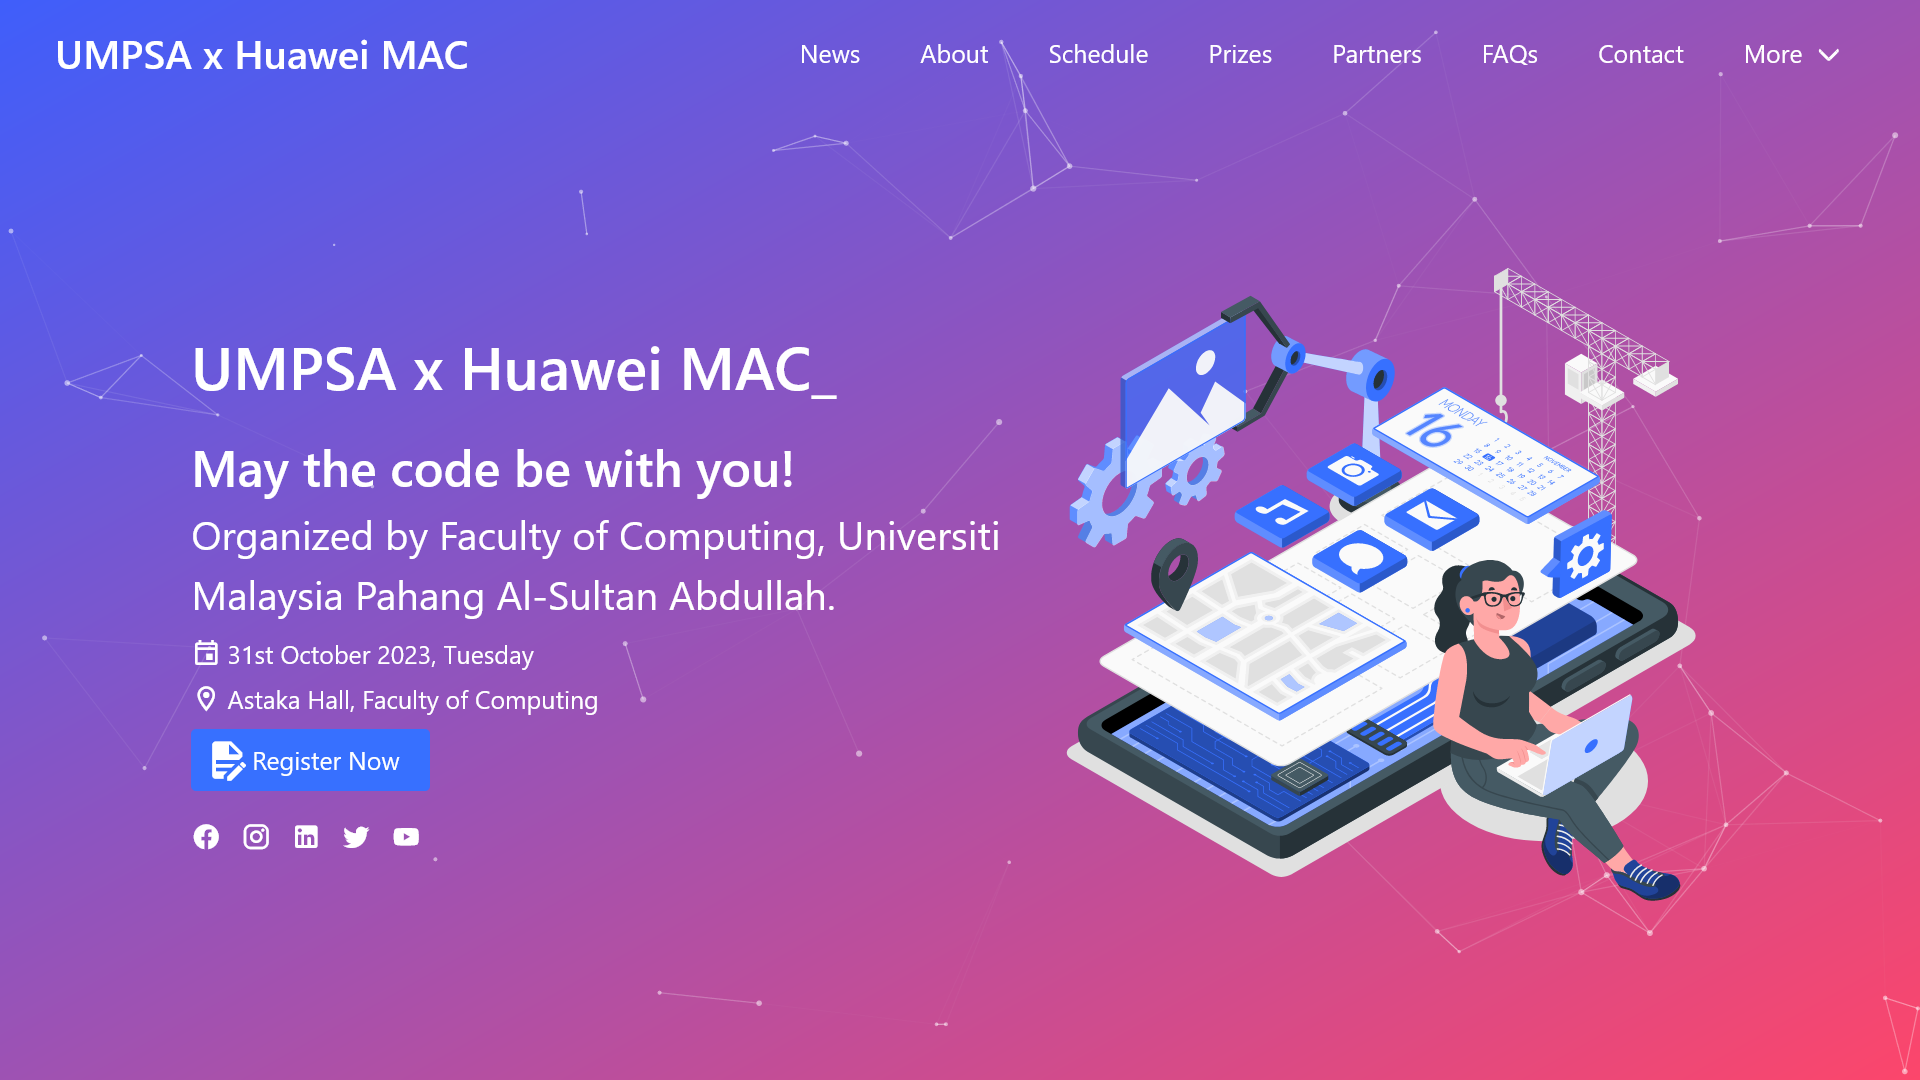 UMPSA x Huawei MAC
News About Schedule Prizes Partners FAQs Contact More
UMPSA x Huawei MAC_
May the code be with you!
Organized by Faculty of Computing, Universiti
Malaysia Pahang Al-Sultan Abdullah.
31st October 2023, Tuesday
Astaka Hall, Faculty of Computing
Register Now
MONDAY
16
NOVEMBER